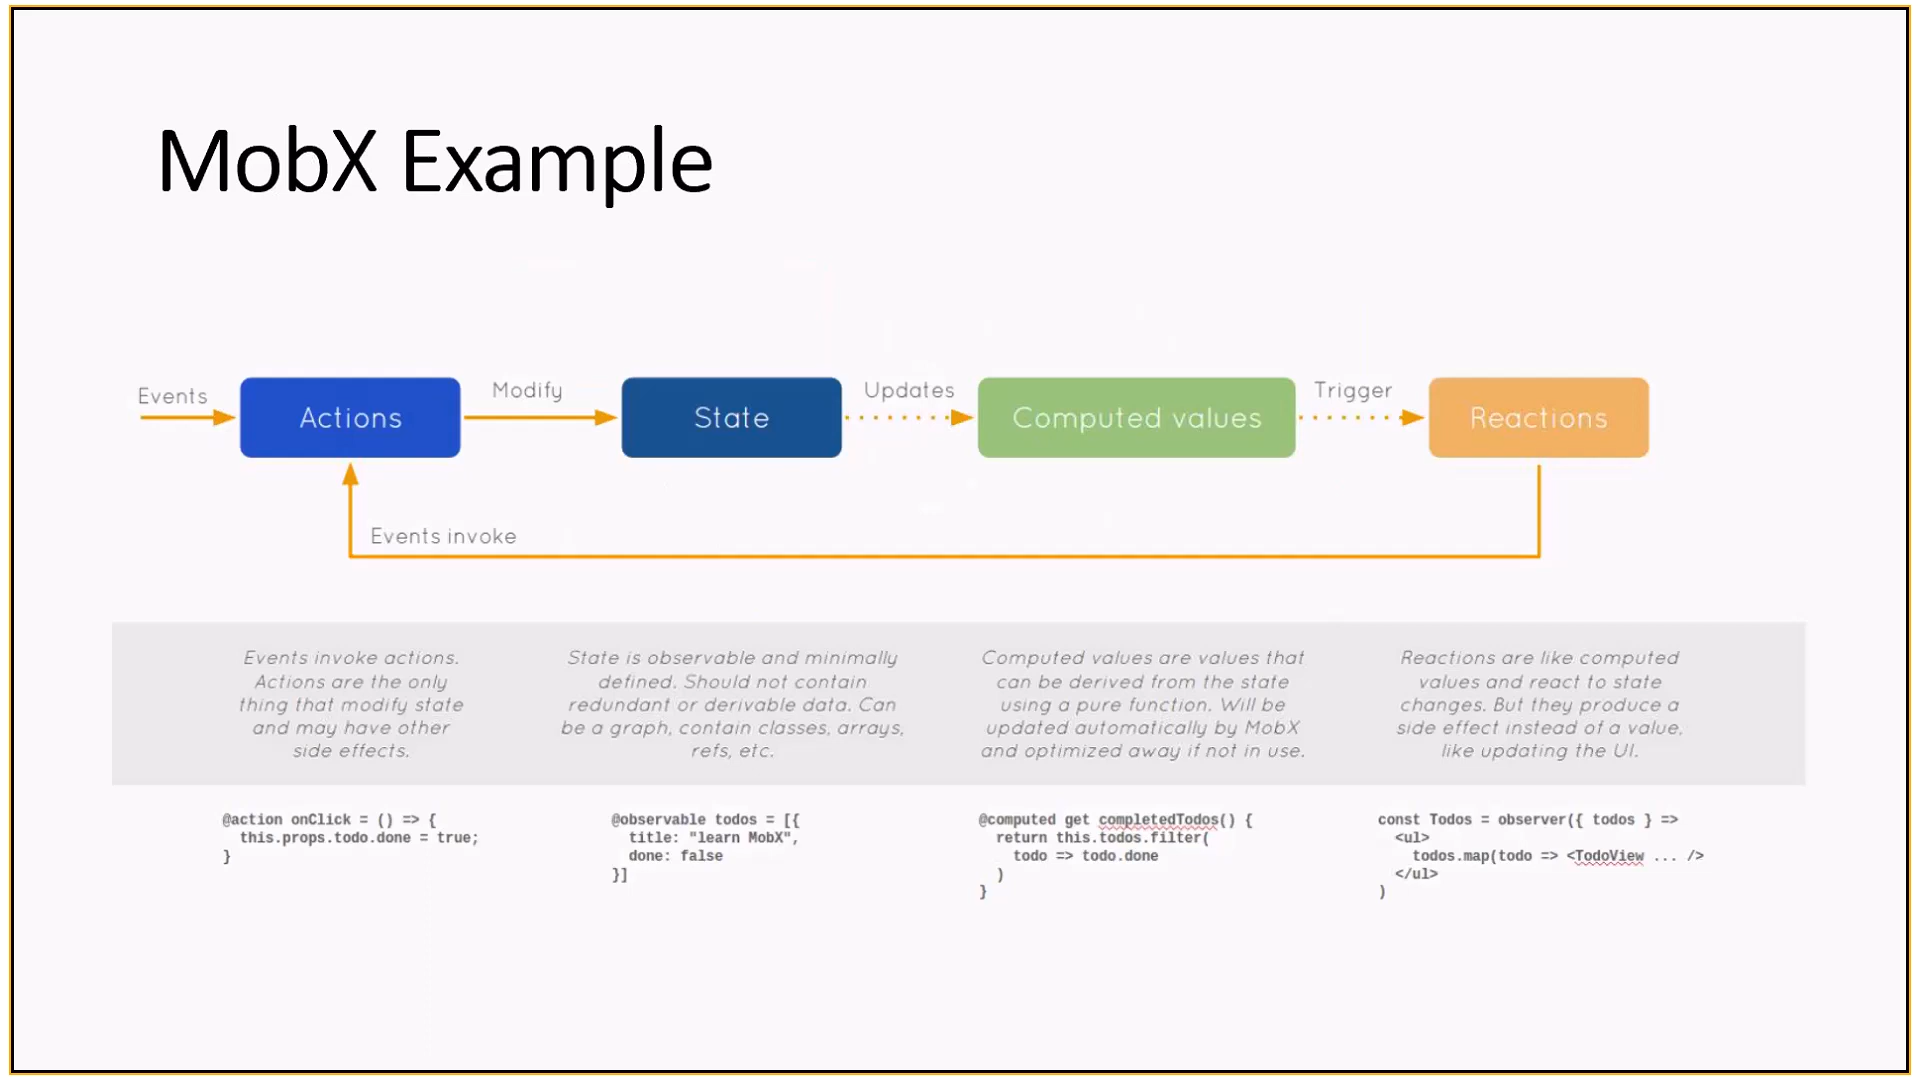 MobX Example
Events
Actions
Modify
State
Updates
Computed values
Trigger
Reactions
Events invoke
Events invoke actions.
Actions are the only
thing that modify state
and may have other
side effects.
State is observable and minimally
defined. Should not contain
redundant or derivable data. Can
be a graph, contain classes, arrays,
refs, etc.
Computed values are values that
can be derived from the state
using a pure function. Will be
updated automatically by MobX
and optimized away if not in use.
Reactions are like computed
values and react to state
changes. But they produce a
side effect instead of a value,
like updating the UI.
@action onClick = () => {
  this.props.todo.done = true;
}
@observable todos = [{
  title: "learn MobX",
  done: false
}]
@computed get completedTodos() {
  return this.todos.filter(
    todo => todo.done
  )
}
const Todos = observer({ todos } =>
  <ul>
    todos.map(todo => <TodoView ... />
  </ul>
)